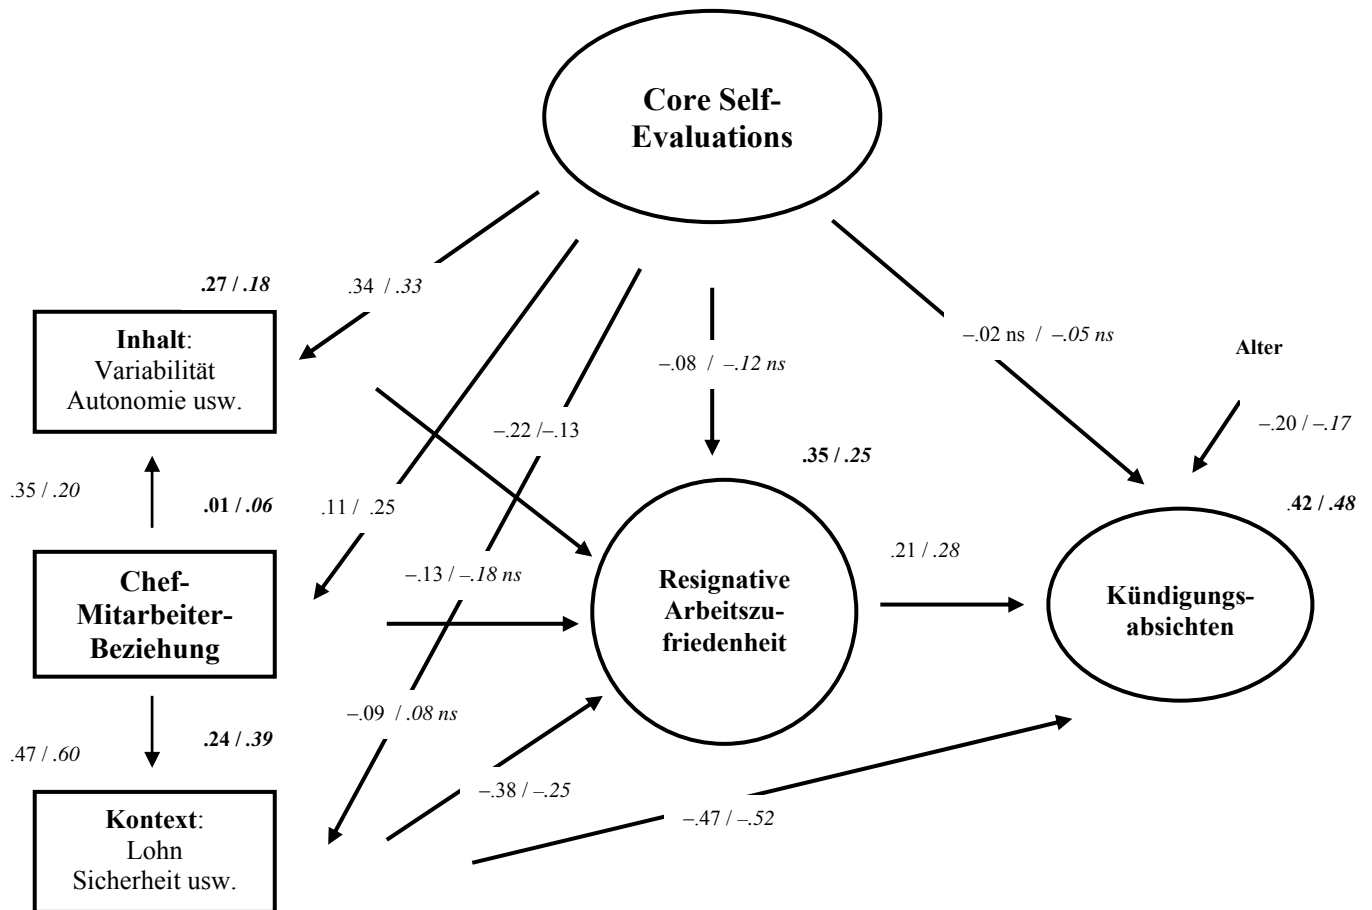 Core Self-
Evaluations
.27 / .18
.34 / .33
Inhalt:
Variabilität
Autonomie usw.
–.02 ns / –.05 ns
Alter
–.08 / –.12 ns
–.22 /–.13
–.20 / –.17
.35 / .25
.35 / .20
.01 / .06
.11 / .25
.42 / .48
.21 / .28
Chef-
Mitarbeiter-
Beziehung
–.13 / –.18 ns
Resignative
Arbeitszu-
friedenheit
Kündigungs-
absichten
–.09 / .08 ns
.47 / .60
.24 / .39
–.38 / –.25
–.47 / –.52
Kontext:
Lohn
Sicherheit usw.